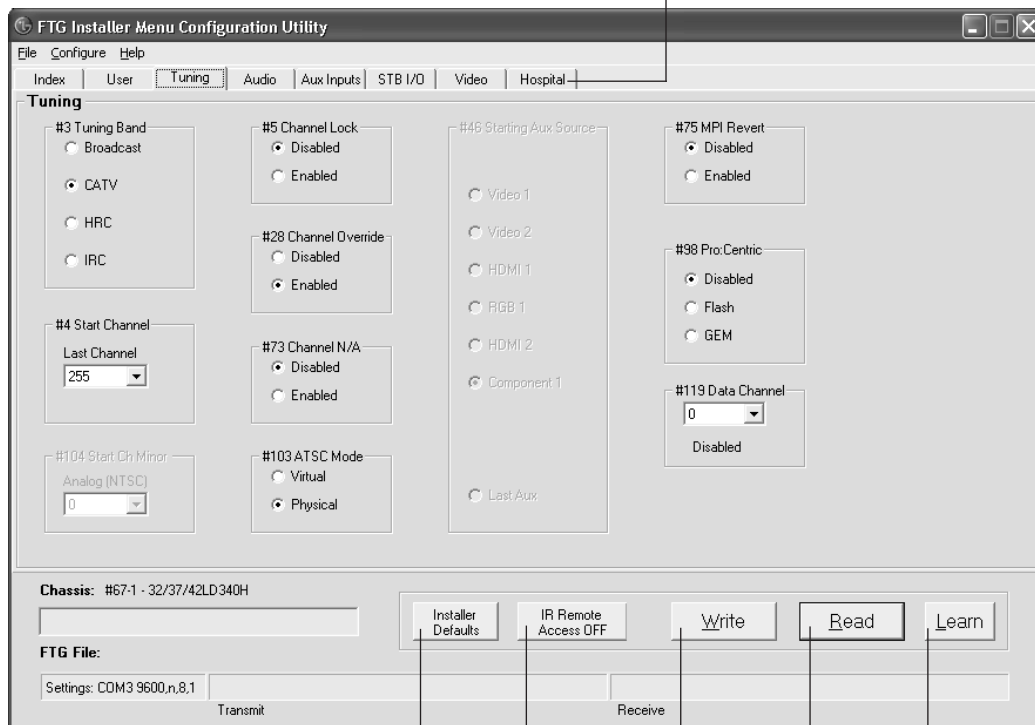 FTG Installer Menu Configuration Utility
File Configure Help
Index User Tuning Audio Aux Inputs STB I/O Video Hospital
Tuning
#3 Tuning Band
Broadcast
CATV
HRC
IRC
#4 Start Channel
Last Channel
255
#104 Start Ch Minor
Analog (NTSC)
0
#5 Channel Lock
Disabled
Enabled
#28 Channel Override
Disabled
Enabled
#73 Channel N/A
Disabled
Enabled
#103 ATSC Mode
Virtual
Physical
#46 Starting Aux Source
Video 1
Video 2
HDMI 1
RGB 1
HDMI 2
Component 1
Last Aux
#75 MPI Revert
Disabled
Enabled
#98 Pro:Centric
Disabled
Flash
GEM
#119 Data Channel
0
Disabled
Chassis: #67-1 - 32/37/42LD340H
FTG File:
Installer
Defaults
IR Remote
Access OFF
Write
Read
Learn
Settings: COM3 9600,n,8,1
Transmit
Receive